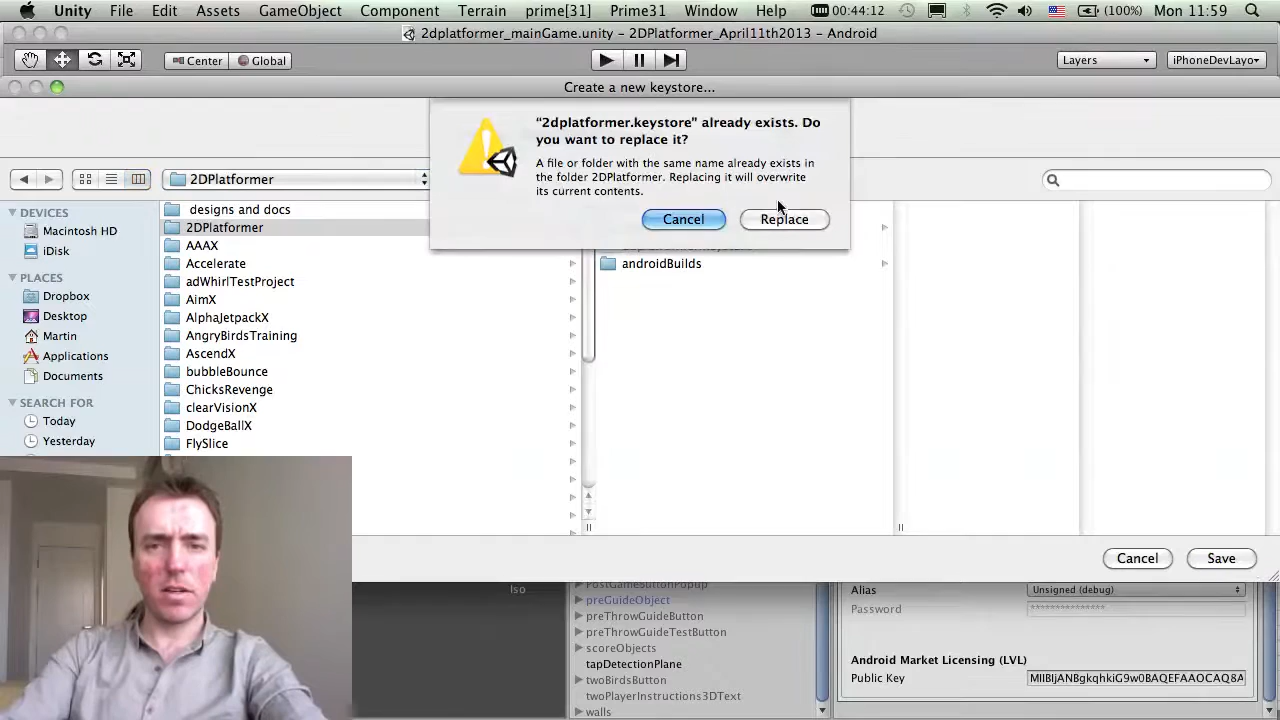 Unity File Edit Assets GameObject Component Terrain prime[31] Prime31 Window Help 00:44:12 (100%) Mon 11:59
2dplatformer_mainGame.unity - 2DPlatformer_April11th2013 - Android
Center Global Layers iPhoneDevLayo
Create a new keystore...
"2dplatformer.keystore" already exists. Do
you want to replace it?
A file or folder with the same name already exists in
the folder 2DPlatformer. Replacing it will overwrite
its current contents.
Cancel Replace
2DPlatformer
DEVICES
Macintosh HD
iDisk
PLACES
Dropbox
Desktop
Martin
Applications
Documents
SEARCH FOR
Today
Yesterday
designs and docs
2DPlatformer
AAAX
Accelerate
adWhirlTestProject
AimX
AlphaJetpackX
AngryBirdsTraining
AscendX
bubbleBounce
ChicksRevenge
clearVisionX
DodgeBallX
FlySlice
androidBuilds
Cancel Save
Iso
PostGameButtonPopup
preGuideObject
preThrowGuideButton
preThrowGuideTestButton
scoreObjects
tapDetectionPlane
twoBirdsButton
twoPlayerInstructions3DText
walls
Alias Unsigned (debug)
Password ***************
Android Market Licensing (LVL)
Public Key MIIBIjANBgkqhkiG9w0BAQEFAAOCAQ8A